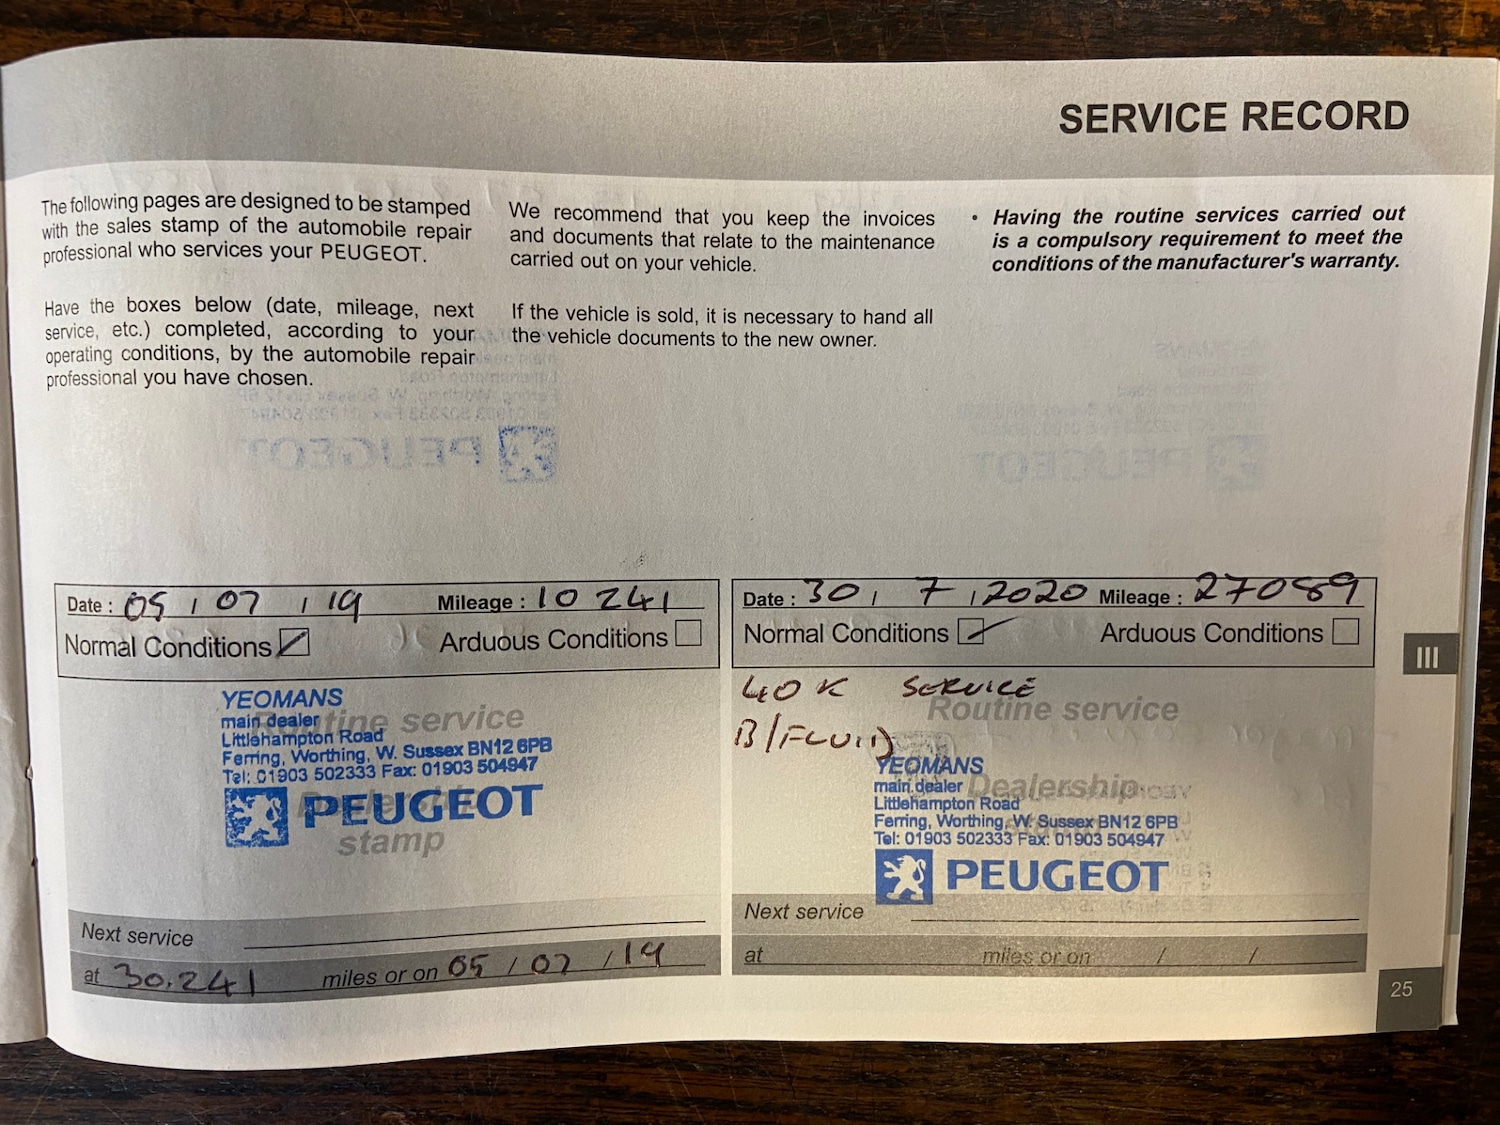 SERVICE RECORD
The following pages are designed to be stamped
with the sales stamp of the automobile repair
professional who services your PEUGEOT.
Have the boxes below (date, mileage, next
service, etc.) completed, according to your
operating conditions, by the automobile repair
professional you have chosen.
We recommend that you keep the invoices
and documents that relate to the maintenance
carried out on your vehicle.
If the vehicle is sold, it is necessary to hand all
the vehicle documents to the new owner.
• Having the routine services carried out
is a compulsory requirement to meet the
conditions of the manufacturer's warranty.
Date : 05 / 07 / 19 Mileage : 10 241
Normal Conditions Arduous Conditions
Routine service
Dealership
stamp
YEOMANS
main dealer
Littlehampton Road
Ferring, Worthing, W. Sussex BN12 6PB
Tel: 01903 502333 Fax: 01903 504947
PEUGEOT
Next service
at 30.241 miles or on 05 / 07 / 19
Date : 30 / 7 / 2020 Mileage : 27089
Normal Conditions Arduous Conditions
40K SERVICE
Routine service
B/FLUID
Dealership
YEOMANS
main dealer
Littlehampton Road
Ferring, Worthing, W. Sussex BN12 6PB
Tel: 01903 502333 Fax: 01903 504947
PEUGEOT
Next service
at miles or on / /
III
25